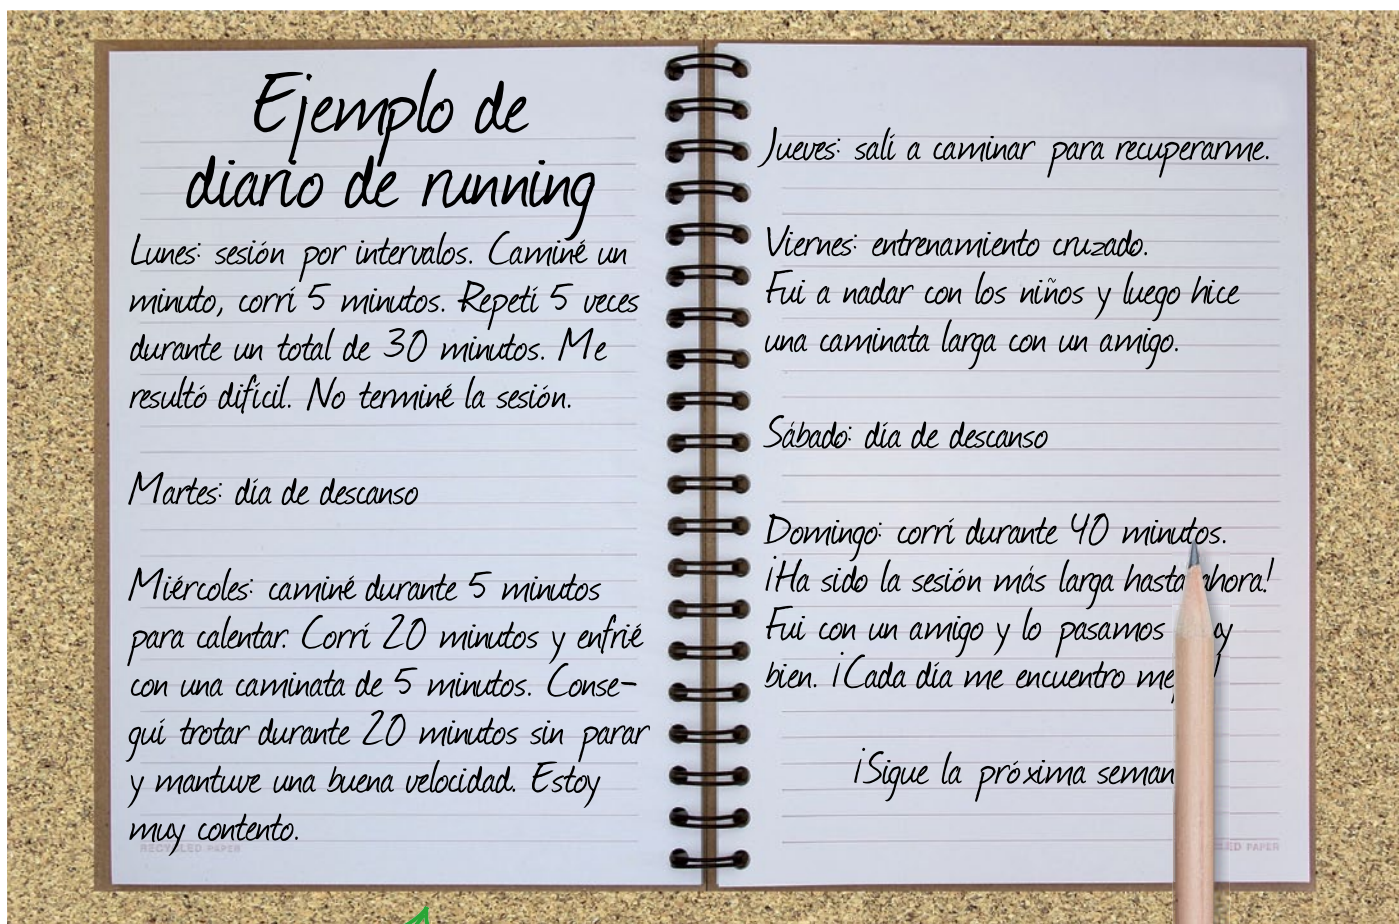 Ejemplo de
diario de running
Lunes: sesión por intervalos. Caminé un
minuto, corrí 5 minutos. Repetí 5 veces
durante un total de 30 minutos. Me
resultó difícil. No terminé la sesión.
Martes: día de descanso
Miércoles: caminé durante 5 minutos
para calentar. Corrí 20 minutos y enfrié
con una caminata de 5 minutos. Conse-
guí trotar durante 20 minutos sin parar
y mantuve una buena velocidad. Estoy
muy contento.
RECYCLED PAPER
Jueves: salí a caminar para recuperarme.
Viernes: entrenamiento cruzado.
Fui a nadar con los niños y luego hice
una caminata larga con un amigo.
Sábado: día de descanso
Domingo: corrí durante 40 minutos.
¡Ha sido la sesión más larga hasta ahora!
Fui con un amigo y lo pasamos
bien. ¡Cada día me encuentro
¡Sigue la próxima
PAPER